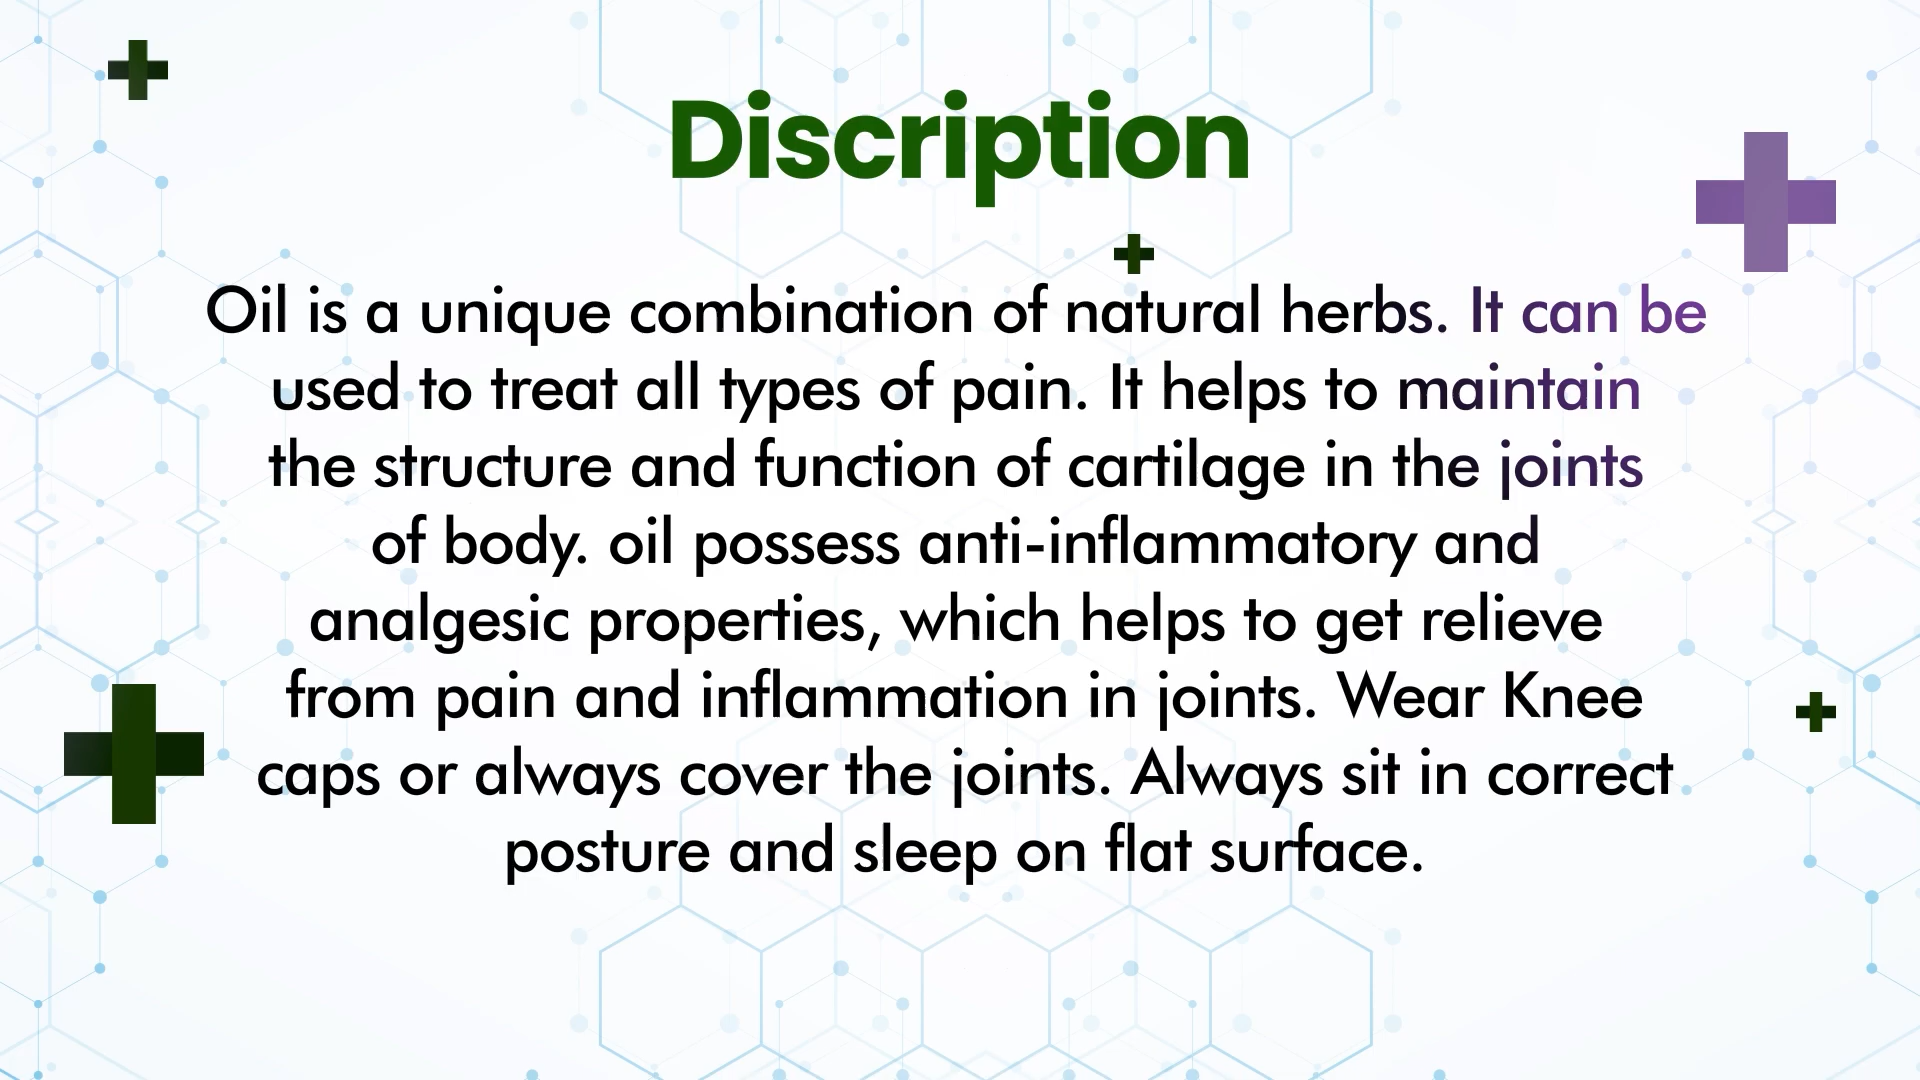 Discription
Oil is a unique combination of natural herbs. It can be
used to treat all types of pain. It helps to maintain
the structure and function of cartilage in the joints
of body. oil possess anti-inflammatory and
analgesic properties, which helps to get relieve
from pain and inflammation in joints. Wear Knee
caps or always cover the joints. Always sit in correct
posture and sleep on flat surface.